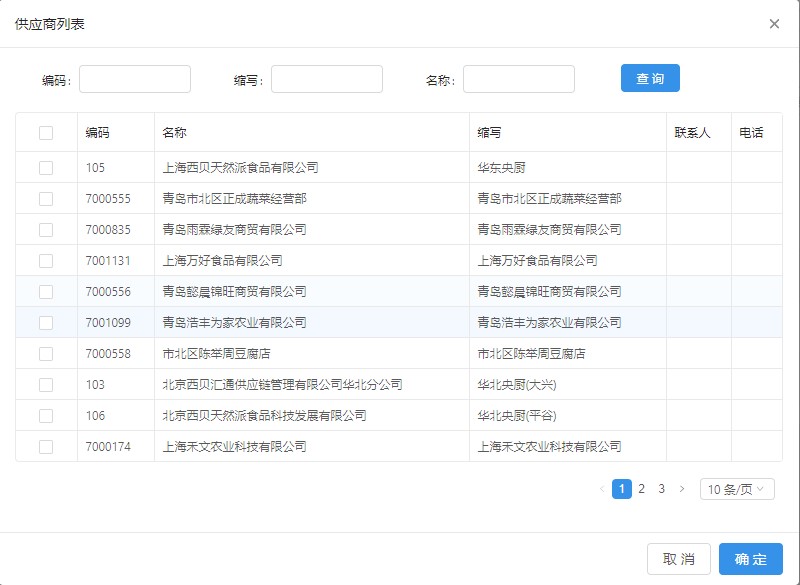 供应商列表
编码: 缩写: 名称: 查 询
编码 名称 缩写 联系人 电话
105 上海西贝天然派食品有限公司 华东央厨
7000555 青岛市北区正成蔬菜经营部 青岛市北区正成蔬菜经营部
7000835 青岛雨霖缘友商贸有限公司 青岛雨霖缘友商贸有限公司
7001131 上海万好食品有限公司 上海万好食品有限公司
7000556 青岛懿晨锦旺商贸有限公司 青岛懿晨锦旺商贸有限公司
7001099 青岛浩丰为家农业有限公司 青岛浩丰为家农业有限公司
7000558 市北区陈举周豆腐店 市北区陈举周豆腐店
103 北京西贝汇通供应链管理有限公司华北分公司 华北央厨(大兴)
106 北京西贝天然派食品科技发展有限公司 华北央厨(平谷)
7000174 上海禾文农业科技有限公司 上海禾文农业科技有限公司
1 2 3 10 条/页
取 消 确 定